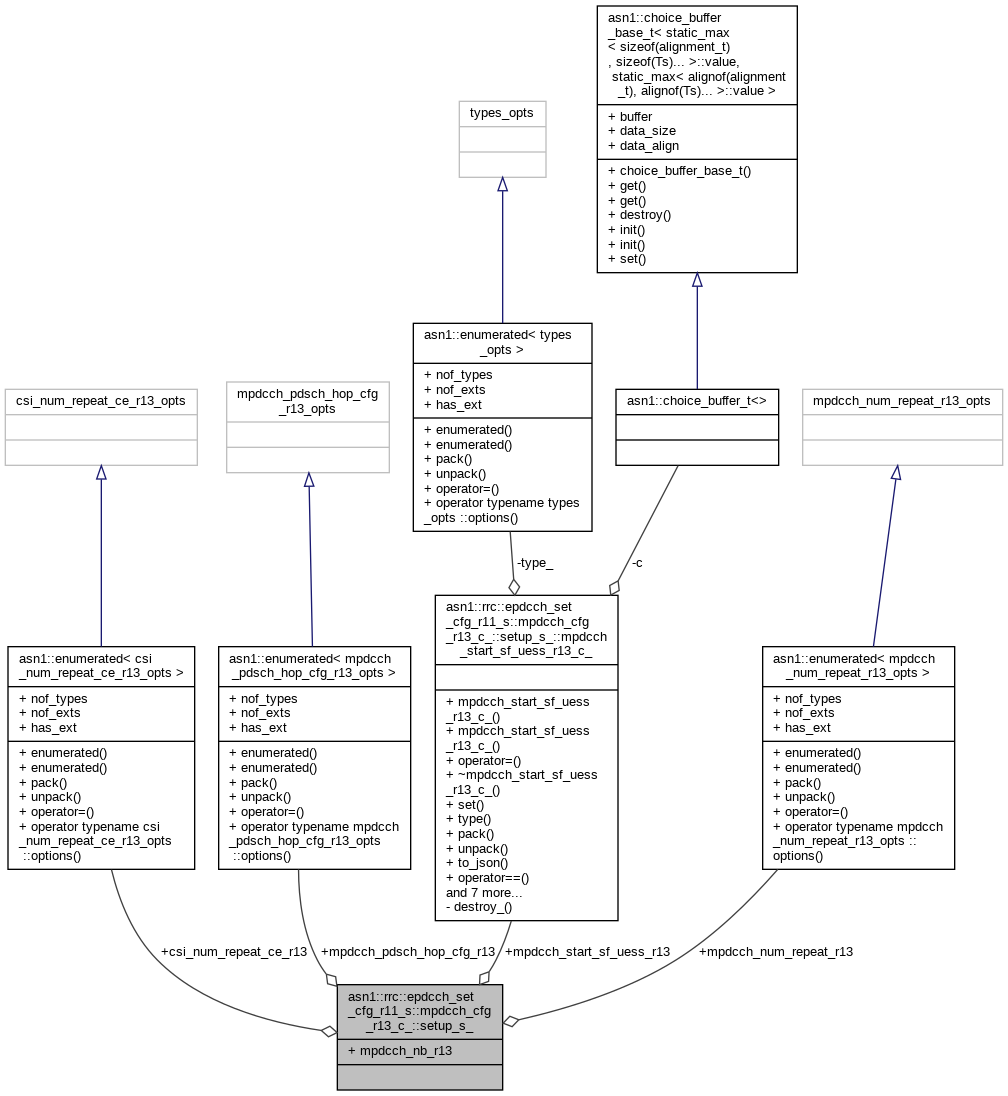 asn1::choice_buffer
_base_t< static_max
< sizeof(alignment_t)
, sizeof(Ts)... >::value,
static_max< alignof(alignment
_t), alignof(Ts)... >::value >
+ buffer
+ data_size
+ data_align
+ choice_buffer_base_t()
+ get()
+ get()
+ destroy()
+ init()
+ init()
+ set()
types_opts
asn1::enumerated< types
_opts >
+ nof_types
+ nof_exts
+ has_ext
+ enumerated()
+ enumerated()
+ pack()
+ unpack()
+ operator=()
+ operator typename types
_opts ::options()
csi_num_repeat_ce_r13_opts
mpdcch_pdsch_hop_cfg
_r13_opts
asn1::choice_buffer_t<>
mpdcch_num_repeat_r13_opts
-type_
-c
asn1::enumerated< csi
_num_repeat_ce_r13_opts >
+ nof_types
+ nof_exts
+ has_ext
+ enumerated()
+ enumerated()
+ pack()
+ unpack()
+ operator=()
+ operator typename csi
_num_repeat_ce_r13_opts
::options()
asn1::enumerated< mpdcch
_pdsch_hop_cfg_r13_opts >
+ nof_types
+ nof_exts
+ has_ext
+ enumerated()
+ enumerated()
+ pack()
+ unpack()
+ operator=()
+ operator typename mpdcch
_pdsch_hop_cfg_r13_opts
::options()
asn1::rrc::epdcch_set
_cfg_r11_s::mpdcch_cfg
_r13_c_::setup_s_::mpdcch
_start_sf_uess_r13_c_
+ mpdcch_start_sf_uess
_r13_c_()
+ mpdcch_start_sf_uess
_r13_c_()
+ operator=()
+ ~mpdcch_start_sf_uess
_r13_c_()
+ set()
+ type()
+ pack()
+ unpack()
+ to_json()
+ operator==()
and 7 more...
- destroy_()
asn1::enumerated< mpdcch
_num_repeat_r13_opts >
+ nof_types
+ nof_exts
+ has_ext
+ enumerated()
+ enumerated()
+ pack()
+ unpack()
+ operator=()
+ operator typename mpdcch
_num_repeat_r13_opts ::
options()
+csi_num_repeat_ce_r13
+mpdcch_pdsch_hop_cfg_r13
+mpdcch_start_sf_uess_r13
+mpdcch_num_repeat_r13
asn1::rrc::epdcch_set
_cfg_r11_s::mpdcch_cfg
_r13_c_::setup_s_
+ mpdcch_nb_r13